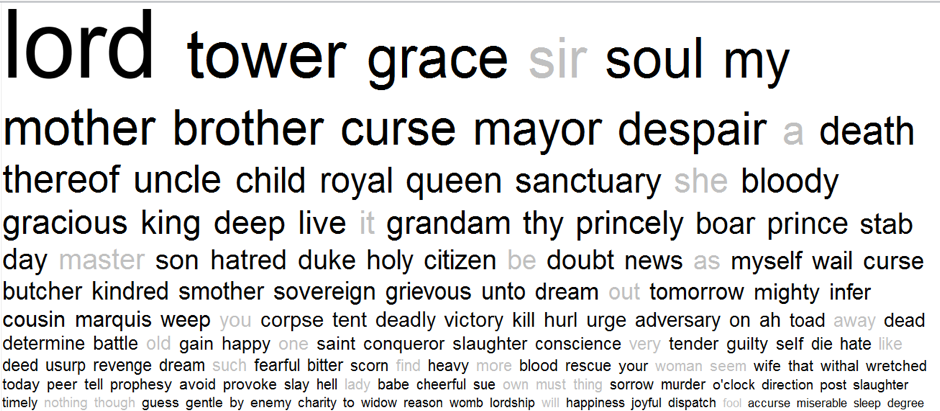 lord tower grace sir soul my
mother brother curse mayor despair a death
thereof uncle child royal queen sanctuary she bloody
gracious king deep live it grandam thy princely boar prince stab
day master son hatred duke holy citizen be doubt news as myself wail curse
butcher kindred smother sovereign grievous unto dream out tomorrow mighty infer
cousin marquis weep you corpse tent deadly victory kill hurl urge adversary on ah toad away dead
determine battle old gain happy one saint conqueror slaughter conscience very tender guilty self die hate like
deed usurp revenge dream such fearful bitter scorn find heavy more blood rescue your woman seem wife that withal wretched
today peer tell prophesy avoid provoke slay hell lady babe cheerful sue own must thing sorrow murder o'clock direction post slaughter
timely nothing though guess gentle by enemy charity to widow reason womb lordship will happiness joyful dispatch fool accurse miserable sleep degree